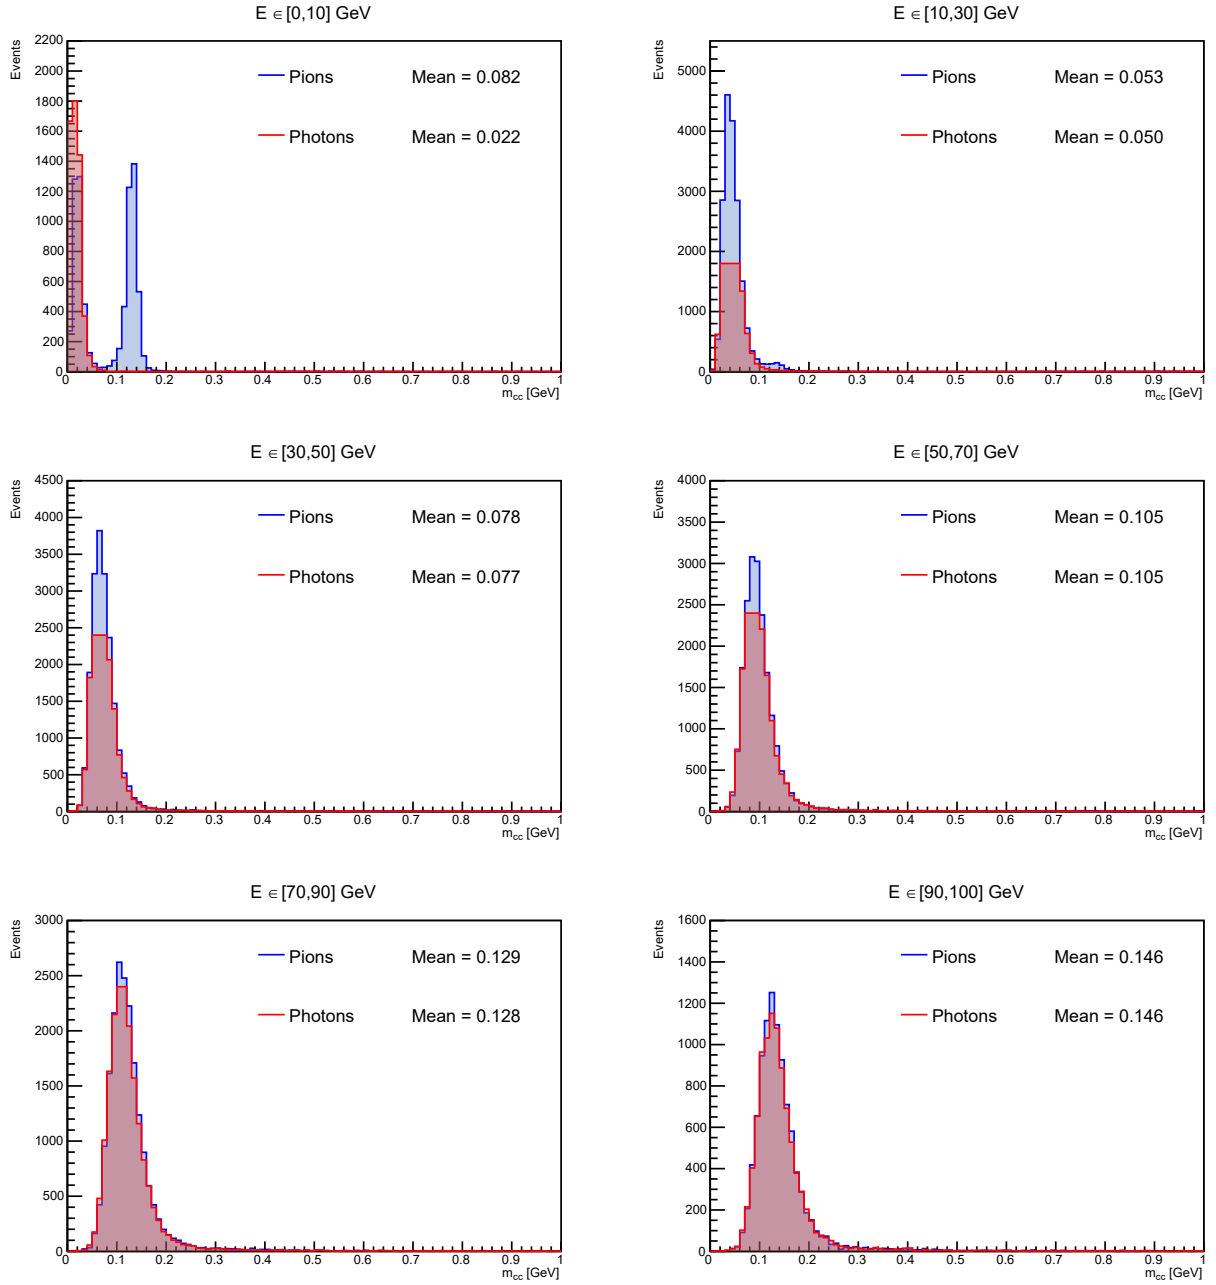 E ∈ [0,10] GeV
Events
2200
2000
1800
1600
1400
1200
1000
800
600
400
200
0
Pions Mean = 0.082
Photons Mean = 0.022
0 0.1 0.2 0.3 0.4 0.5 0.6 0.7 0.8 0.9 1
m_cc [GeV]
E ∈ [10,30] GeV
Events
5000
4000
3000
2000
1000
0
Pions Mean = 0.053
Photons Mean = 0.050
0 0.1 0.2 0.3 0.4 0.5 0.6 0.7 0.8 0.9 1
m_cc [GeV]
E ∈ [30,50] GeV
Events
4500
4000
3500
3000
2500
2000
1500
1000
500
0
Pions Mean = 0.078
Photons Mean = 0.077
0 0.1 0.2 0.3 0.4 0.5 0.6 0.7 0.8 0.9 1
m_cc [GeV]
E ∈ [50,70] GeV
Events
4000
3500
3000
2500
2000
1500
1000
500
0
Pions Mean = 0.105
Photons Mean = 0.105
0 0.1 0.2 0.3 0.4 0.5 0.6 0.7 0.8 0.9 1
m_cc [GeV]
E ∈ [70,90] GeV
Events
3000
2500
2000
1500
1000
500
0
Pions Mean = 0.129
Photons Mean = 0.128
0 0.1 0.2 0.3 0.4 0.5 0.6 0.7 0.8 0.9 1
m_cc [GeV]
E ∈ [90,100] GeV
Events
1600
1400
1200
1000
800
600
400
200
0
Pions Mean = 0.146
Photons Mean = 0.146
0 0.1 0.2 0.3 0.4 0.5 0.6 0.7 0.8 0.9 1
m_cc [GeV]